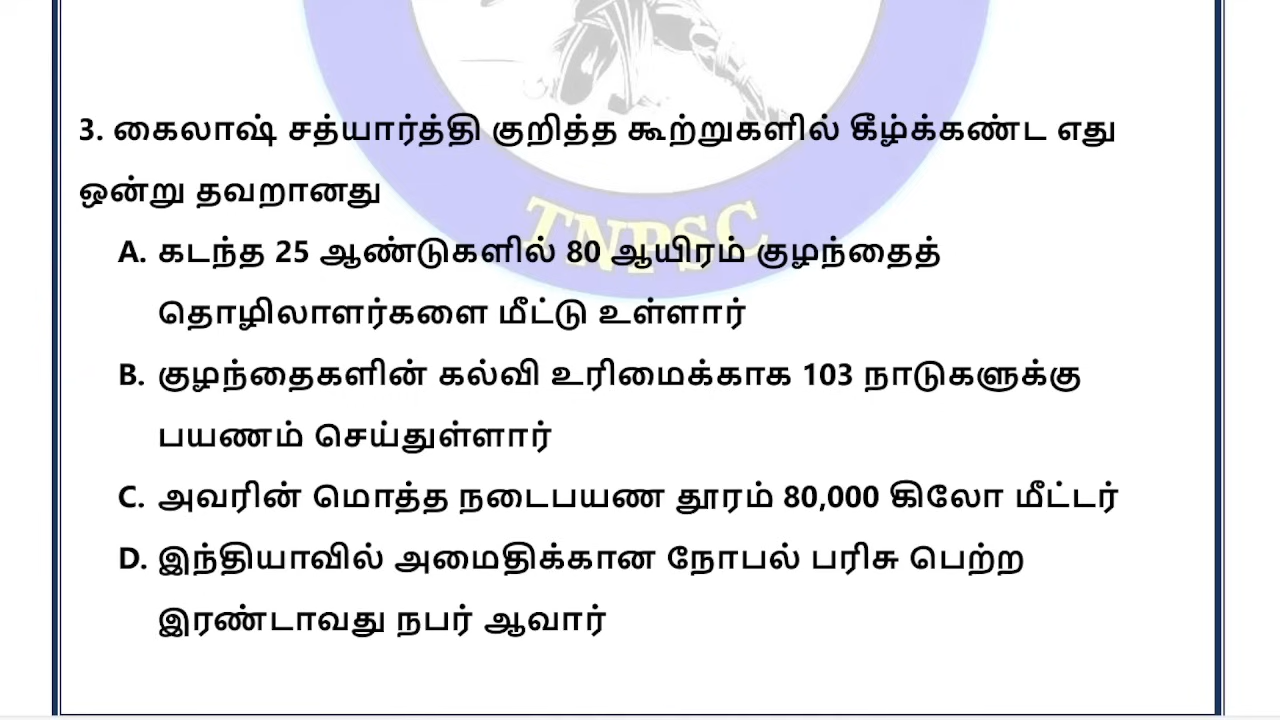 TNPSC
3. கைலாஷ் சத்யார்த்தி குறித்த கூற்றுகளில் கீழ்க்கண்ட எது
ஒன்று தவறானது
A. கடந்த 25 ஆண்டுகளில் 80 ஆயிரம் குழந்தைத்
தொழிலாளர்களை மீட்டு உள்ளார்
B. குழந்தைகளின் கல்வி உரிமைக்காக 103 நாடுகளுக்கு
பயணம் செய்துள்ளார்
C. அவரின் மொத்த நடைபயண தூரம் 80,000 கிலோ மீட்டர்
D. இந்தியாவில் அமைதிக்கான நோபல் பரிசு பெற்ற
இரண்டாவது நபர் ஆவார்